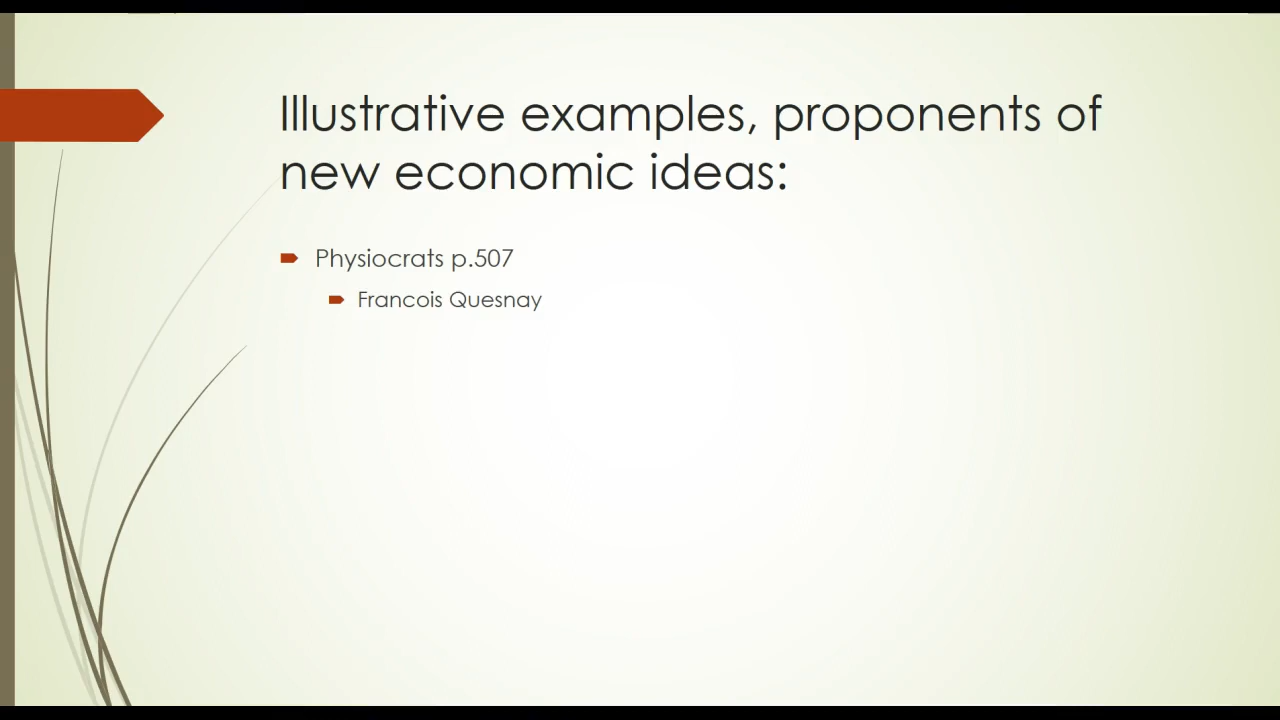 Illustrative examples, proponents of
new economic ideas:
Physiocrats p.507
Francois Quesnay